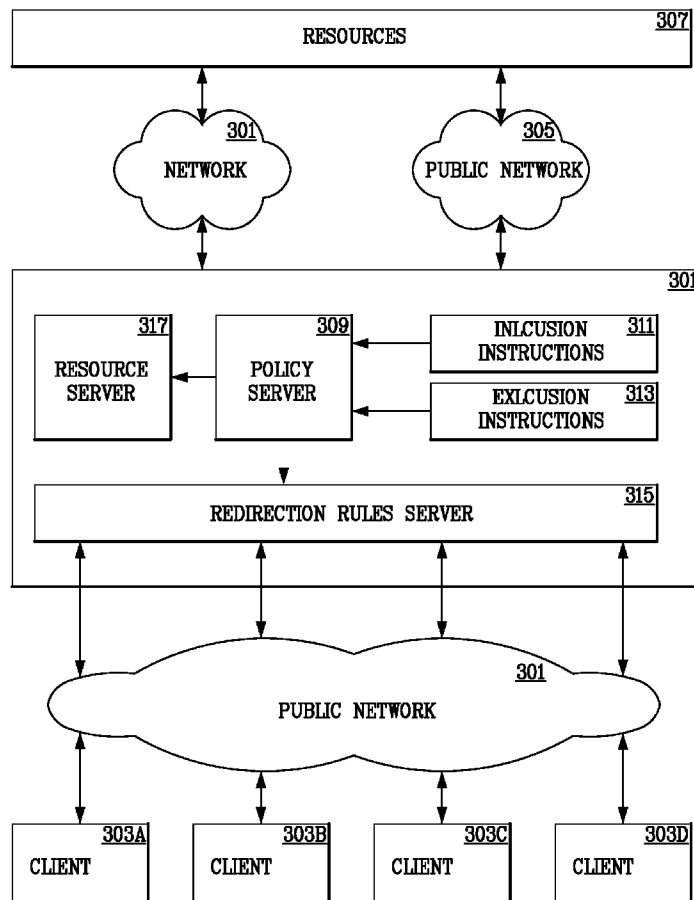 307
RESOURCES
301
NETWORK
305
PUBLIC NETWORK
301
317
RESOURCE
SERVER
309
POLICY
SERVER
INLCUSION
INSTRUCTIONS
311
EXLCUSION
INSTRUCTIONS
313
315
REDIRECTION RULES SERVER
301
PUBLIC NETWORK
303A
CLIENT
303B
CLIENT
303C
CLIENT
303D
CLIENT